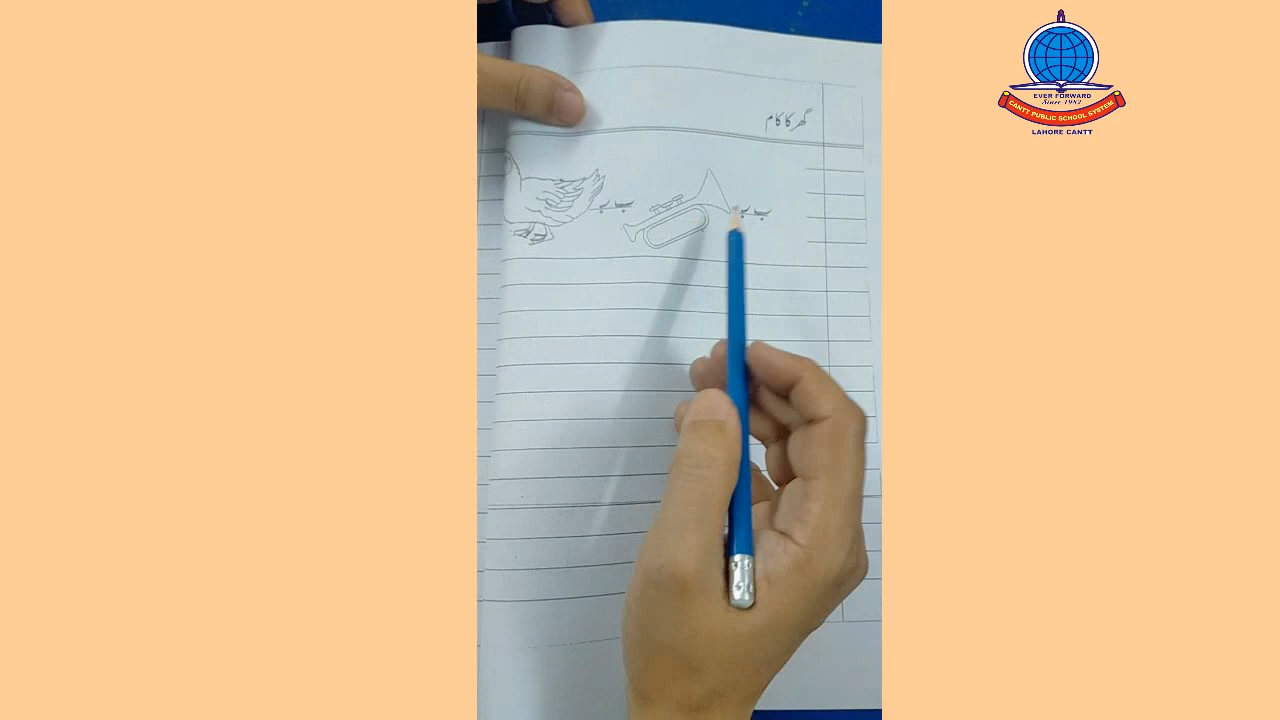 گھر کا کام
ب ب ب ب
EVER FORWARD
Since 1982
CANTT PUBLIC SCHOOL SYSTEM
LAHORE CANTT